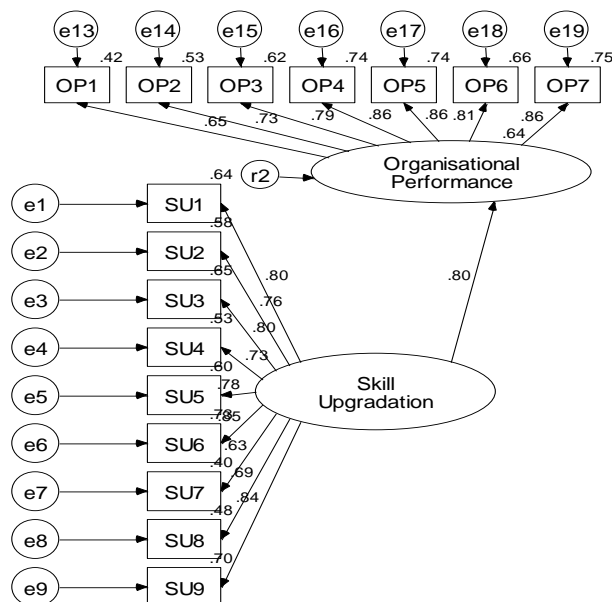 e13 e14 e15 e16 e17 e18 e19
.42 .53 .62 .74 .74 .66 .75
OP1 OP2 OP3 OP4 OP5 OP6 OP7
.65 .73 .79 .86 .86 .81 .86
.64
Organisational
Performance
r2
.64
e1 SU1
.58
e2 SU2
.65
e3 SU3
.53
e4 SU4
.60
e5 SU5
.73
e6 SU6
.40
e7 SU7
.48
e8 SU8
.70
e9 SU9
.80
.76
.80
.73
.78
.85
.63
.69
.84
.80
Skill
Upgradation